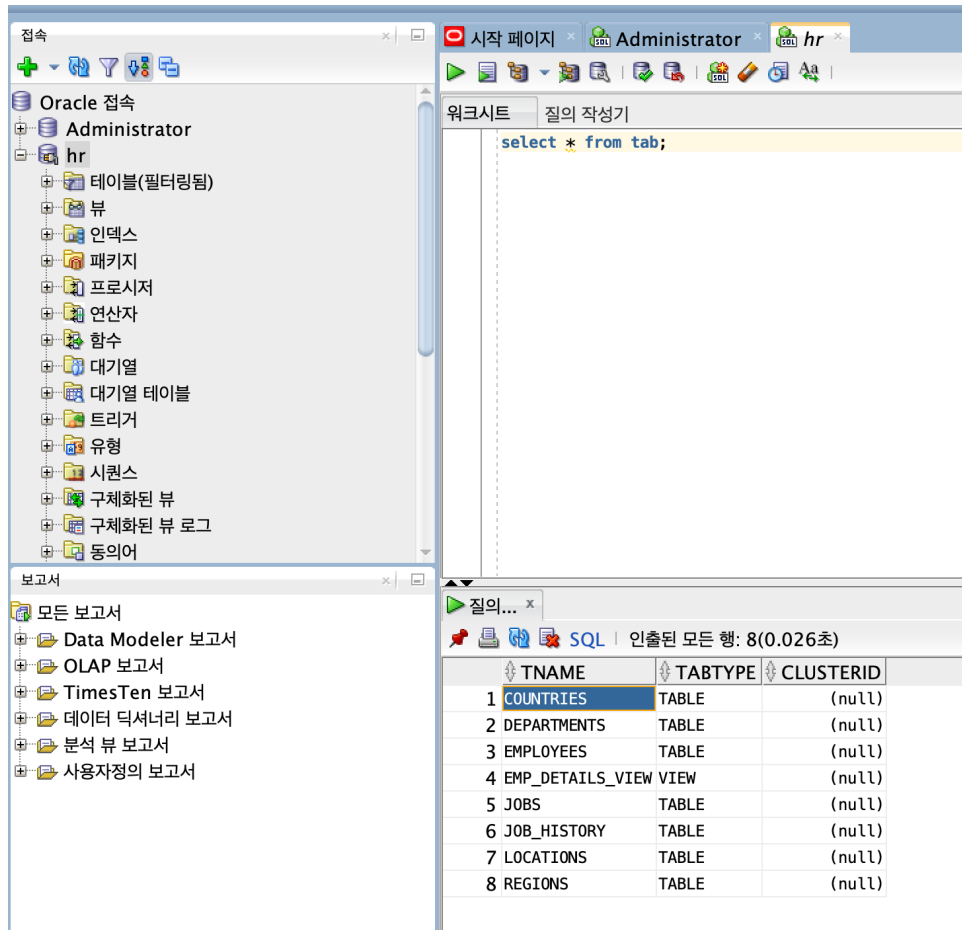 접속
Oracle 접속
Administrator
hr
테이블(필터링됨)
뷰
인덱스
패키지
프로시저
연산자
함수
대기열
대기열 테이블
트리거
유형
시퀀스
구체화된 뷰
구체화된 뷰 로그
동의어
보고서
모든 보고서
Data Modeler 보고서
OLAP 보고서
TimesTen 보고서
데이터 딕셔너리 보고서
분석 뷰 보고서
사용자정의 보고서
시작 페이지 Administrator hr
워크시트 질의 작성기
select * from tab;
질의...
SQL 인출된 모든 행: 8(0.026초)
TNAME TABTYPE CLUSTERID
1 COUNTRIES TABLE (null)
2 DEPARTMENTS TABLE (null)
3 EMPLOYEES TABLE (null)
4 EMP_DETAILS_VIEW VIEW (null)
5 JOBS TABLE (null)
6 JOB_HISTORY TABLE (null)
7 LOCATIONS TABLE (null)
8 REGIONS TABLE (null)